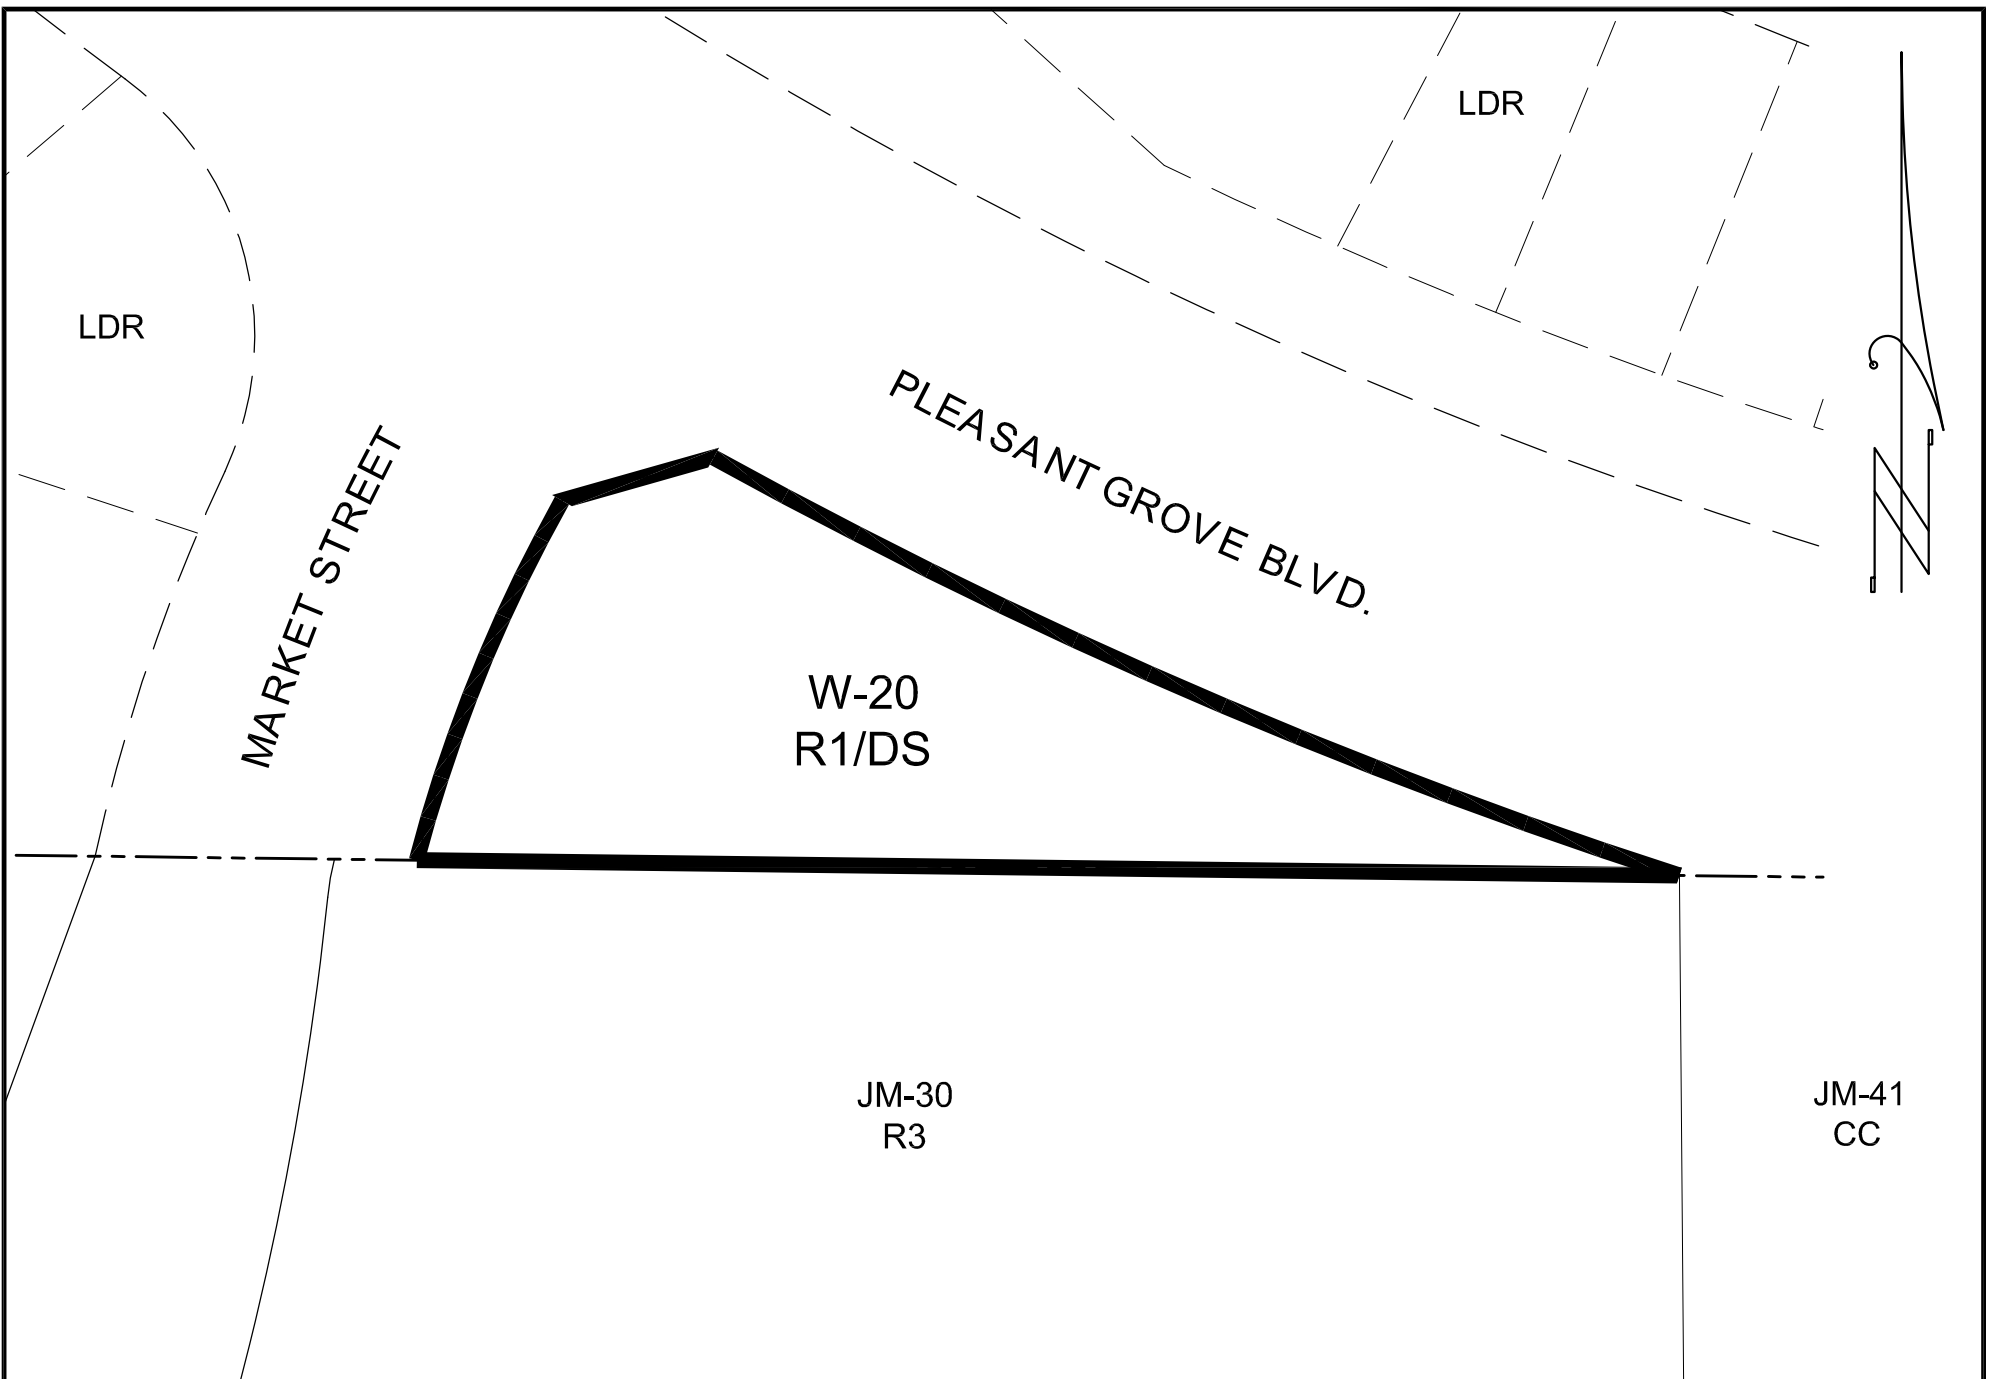 LDR
LDR
PLEASANT GROVE BLVD.
MARKET STREET
N
W-20
R1/DS
JM-30
R3
JM-41
CC